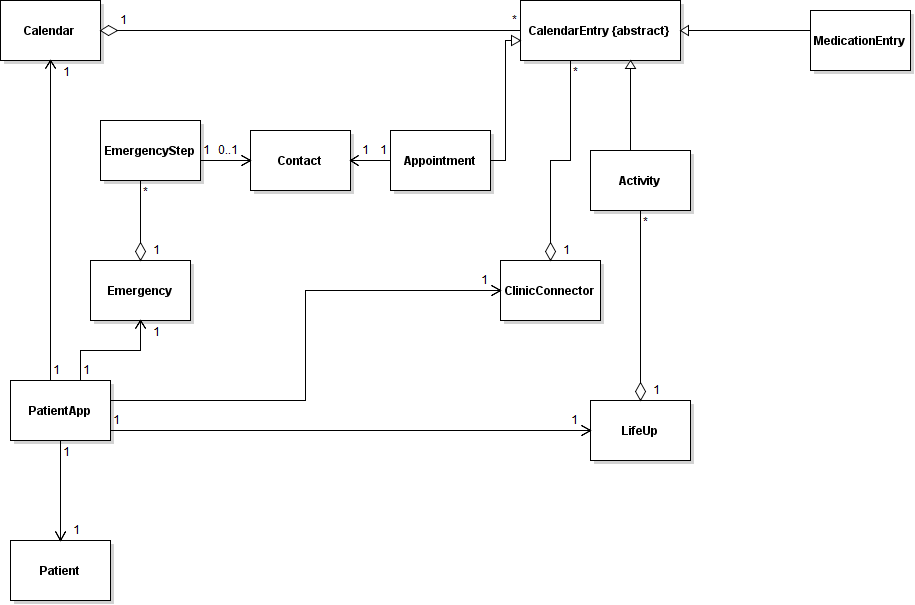 Calendar
1
*
CalendarEntry {abstract}
MedicationEntry
1
*
EmergencyStep
1
0..1
Contact
1
1
Appointment
Activity
*
*
1
1
Emergency
1
ClinicConnector
1
1
1
PatientApp
1
1
1
LifeUp
1
1
Patient